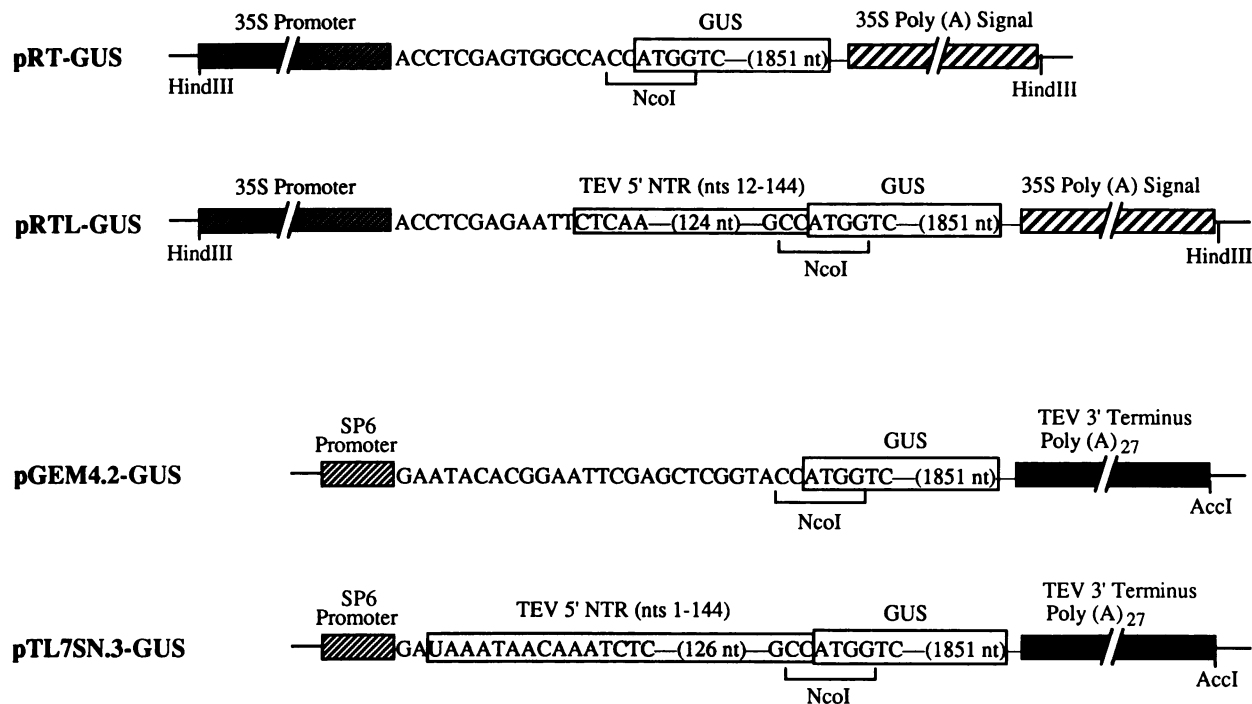 35S Promoter GUS 35S Poly (A) Signal
pRT-GUS ACCTCGAGTGGCCACCATGGTC—(1851 nt)
HindIII NcoI HindIII
35S Promoter TEV 5' NTR (nts 12-144) GUS 35S Poly (A) Signal
pRTL-GUS ACCTCGAGAATTCTCAA—(124 nt)—GCCATGGTC—(1851 nt)
HindIII NcoI HindIII
SP6 Promoter GUS TEV 3' Terminus Poly (A)27
pGEM4.2-GUS GAATACACGGAATTCGAGCTCGGTACCATGGTC—(1851 nt)
NcoI AccI
SP6 Promoter TEV 5' NTR (nts 1-144) GUS TEV 3' Terminus Poly (A)27
pTL7SN.3-GUS GAUAAATAACAAATCTC—(126 nt)—GCCATGGTC—(1851 nt)
NcoI AccI